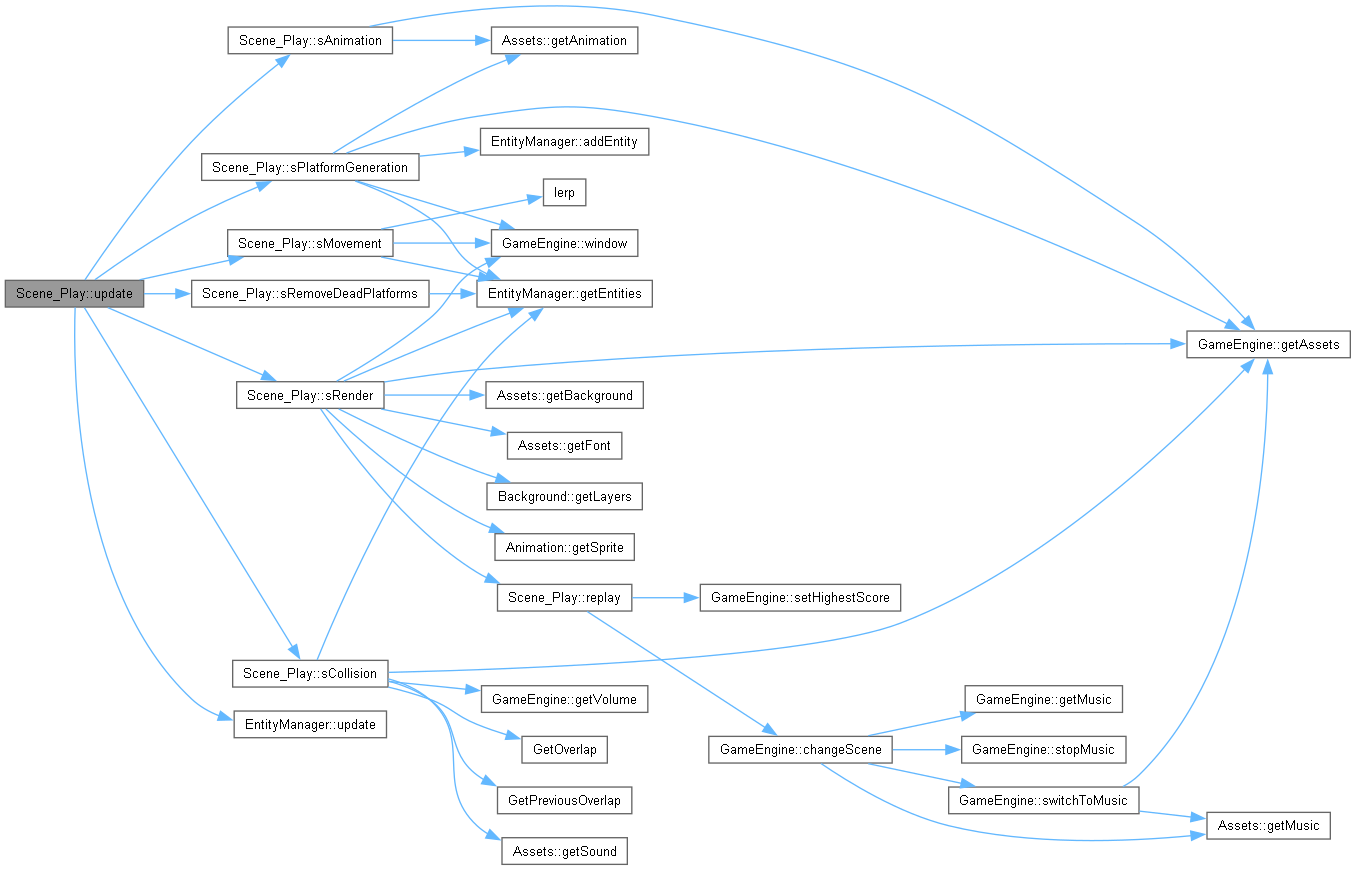 Scene_Play::sAnimation
Assets::getAnimation
EntityManager::addEntity
Scene_Play::sPlatformGeneration
lerp
Scene_Play::sMovement
GameEngine::window
Scene_Play::update
Scene_Play::sRemoveDeadPlatforms
EntityManager::getEntities
GameEngine::getAssets
Scene_Play::sRender
Assets::getBackground
Assets::getFont
Background::getLayers
Animation::getSprite
Scene_Play::replay
GameEngine::setHighestScore
Scene_Play::sCollision
GameEngine::getVolume
GameEngine::getMusic
EntityManager::update
GetOverlap
GameEngine::changeScene
GameEngine::stopMusic
GetPreviousOverlap
GameEngine::switchToMusic
Assets::getMusic
Assets::getSound